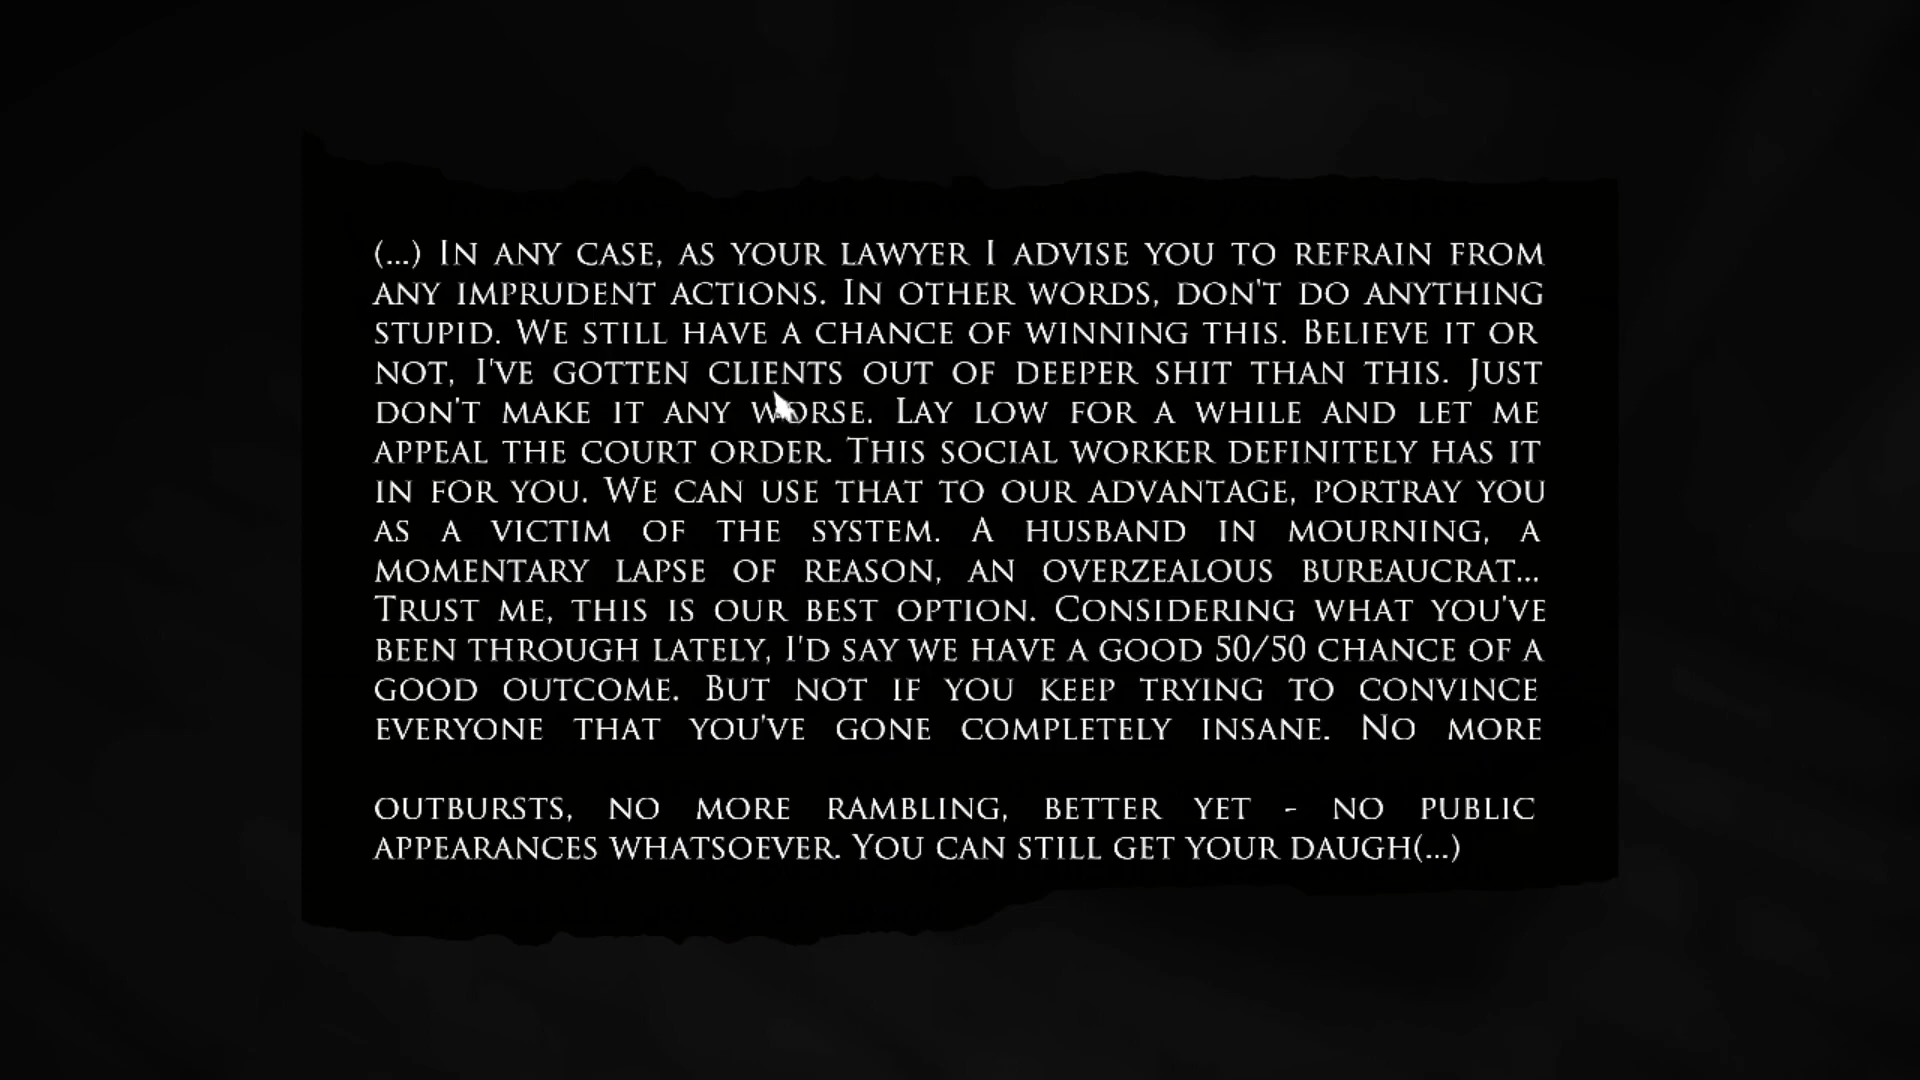 (...) In any case, as your lawyer I advise you to refrain from
any imprudent actions. In other words, don't do anything
stupid. We still have a chance of winning this. Believe it or
not, I've gotten clients out of deeper shit than this. Just
don't make it any worse. Lay low for a while and let me
appeal the court order. This social worker definitely has it
in for you. We can use that to our advantage, portray you
as a victim of the system. A husband in mourning, a
momentary lapse of reason, an overzealous bureaucrat...
Trust me, this is our best option. Considering what you've
been through lately, I'd say we have a good 50/50 chance of a
good outcome. But not if you keep trying to convince
everyone that you've gone completely insane. No more
outbursts, no more rambling, better yet - no public
appearances whatsoever. You can still get your daugh(...)